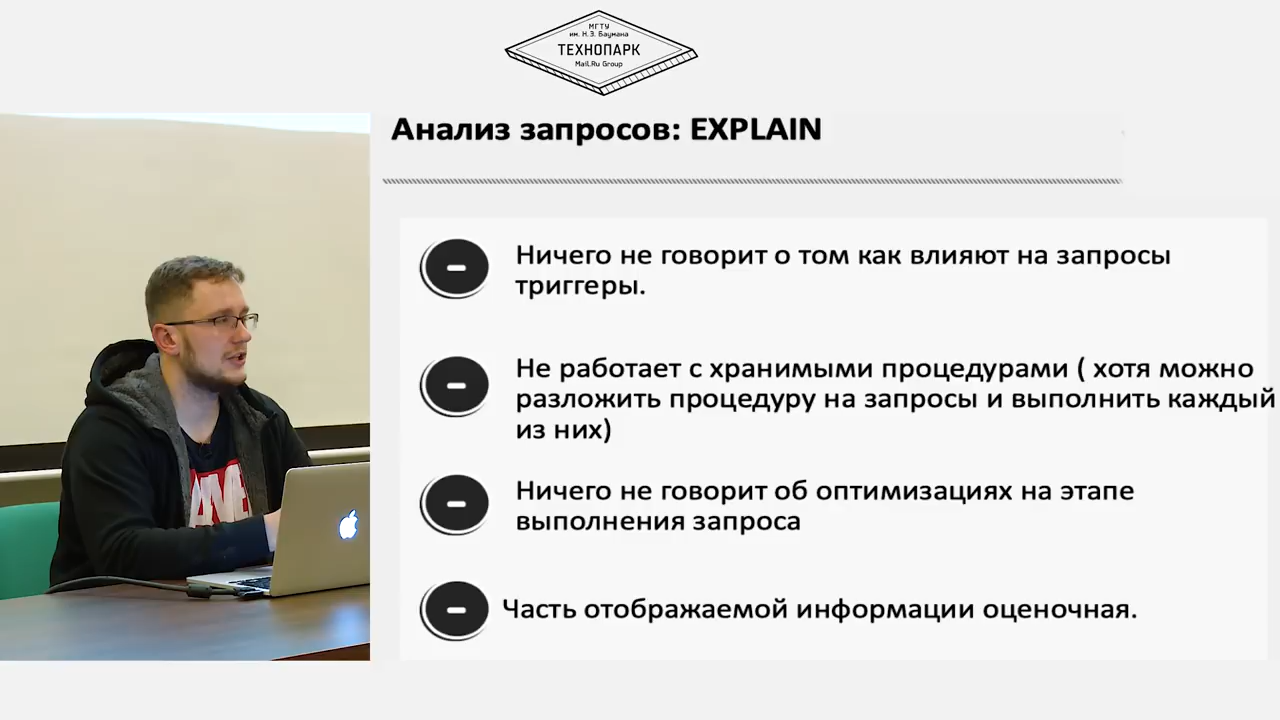 МГТУ
им. Н.Э. Баумана
ТЕХНОПАРК
Mail.Ru Group
Анализ запросов: EXPLAIN
Ничего не говорит о том как влияют на запросы
триггеры.
Не работает с хранимыми процедурами ( хотя можно
разложить процедуру на запросы и выполнить каждый
из них)
Ничего не говорит об оптимизациях на этапе
выполнения запроса
Часть отображаемой информации оценочная.